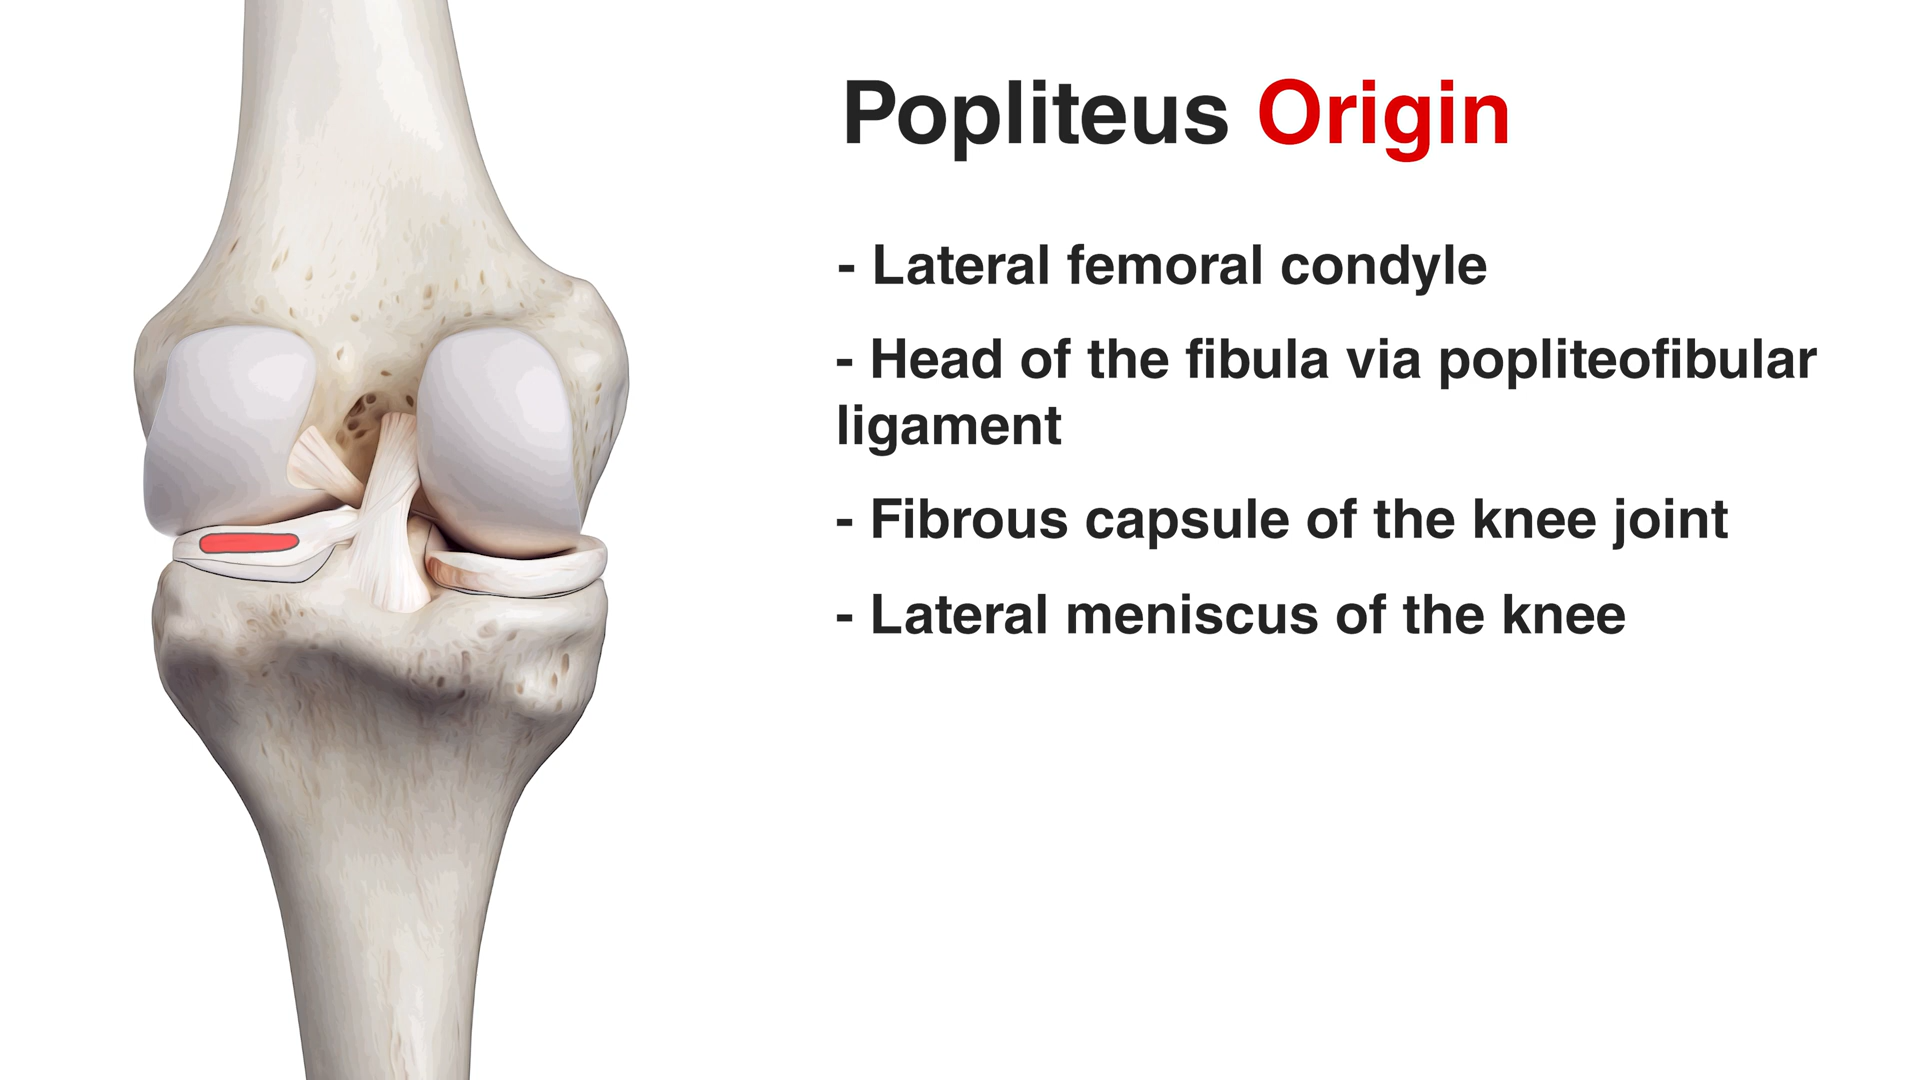 Popliteus Origin
- Lateral femoral condyle
- Head of the fibula via popliteofibular
ligament
- Fibrous capsule of the knee joint
- Lateral meniscus of the knee